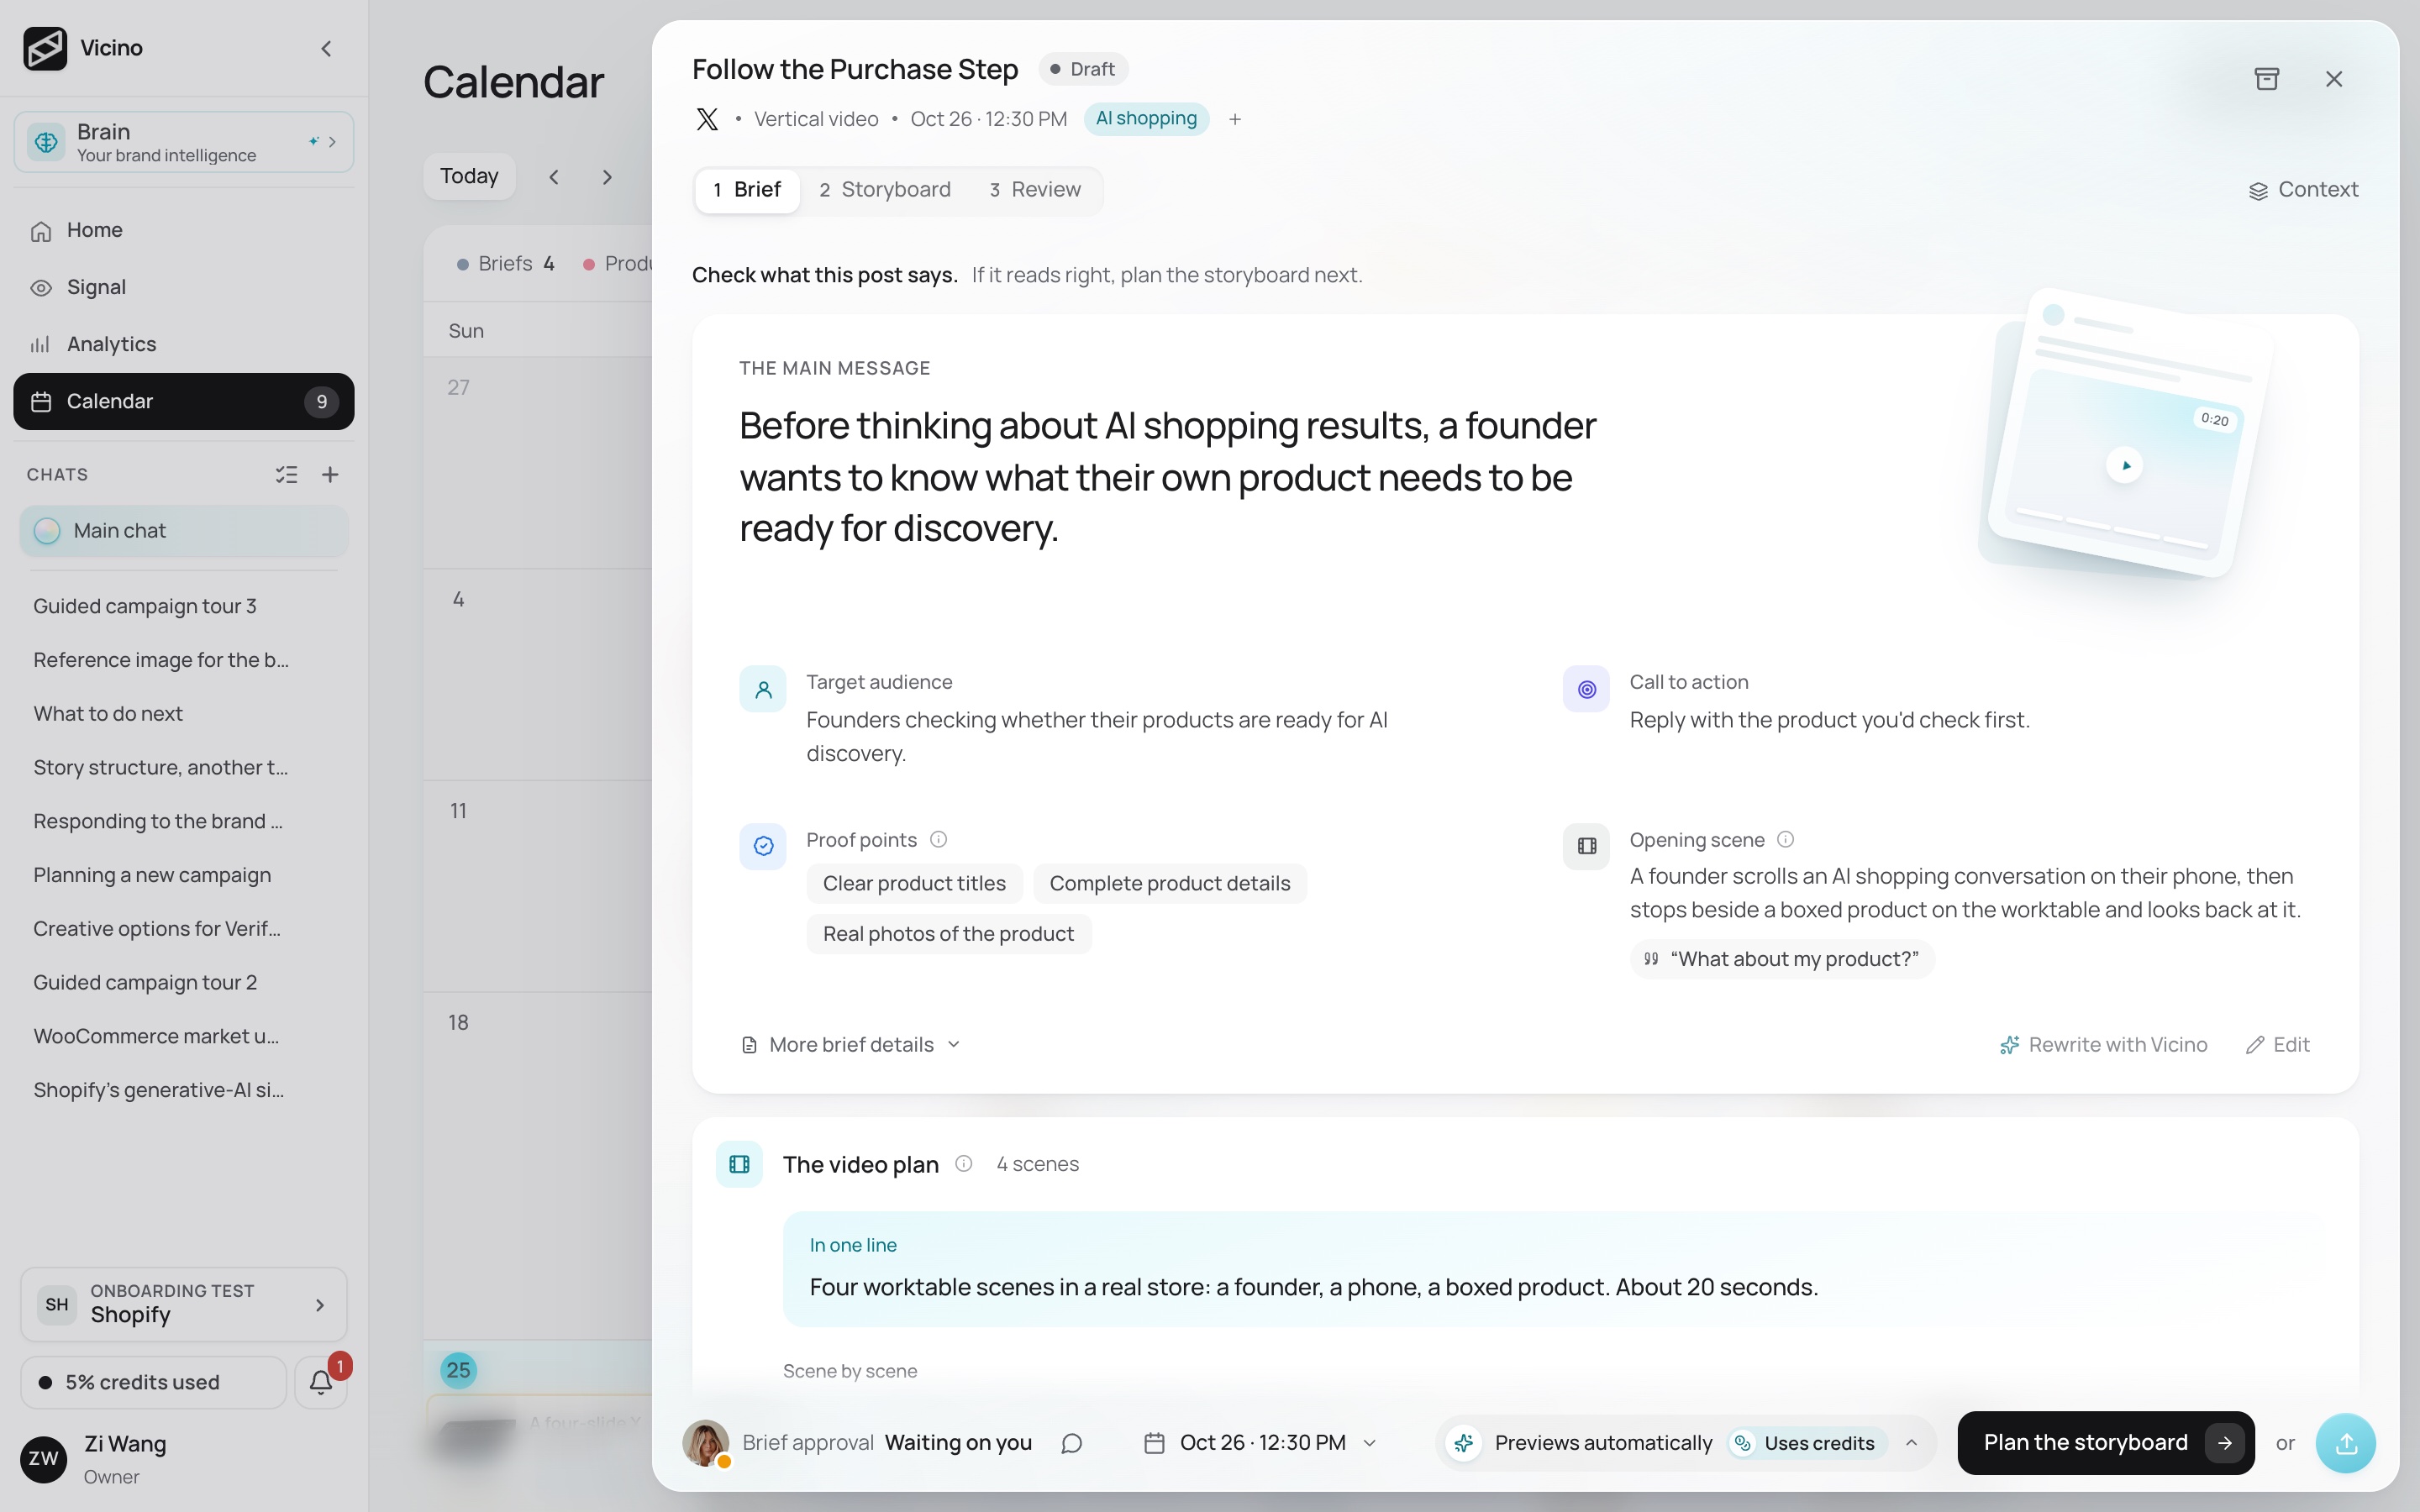 Vicino
Brain
Your brand intelligence
Home
Signal
Analytics
Calendar 9
CHATS
Main chat
Guided campaign tour 3
Reference image for the b...
What to do next
Story structure, another t...
Responding to the brand ...
Planning a new campaign
Creative options for Verif...
Guided campaign tour 2
WooCommerce market u...
Shopify's generative-AI si...
SH
ONBOARDING TEST
Shopify
5% credits used
1
ZW
Zi Wang
Owner
Calendar
Today
Briefs 4
Sun
27
4
11
18
25
A four-slide X
Follow the Purchase Step
Draft
• Vertical video • Oct 26 · 12:30 PM AI shopping +
1 Brief 2 Storyboard 3 Review
Context
Check what this post says. If it reads right, plan the storyboard next.
THE MAIN MESSAGE
Before thinking about AI shopping results, a founder
wants to know what their own product needs to be
ready for discovery.
0:20
Target audience
Founders checking whether their products are ready for AI
discovery.
Call to action
Reply with the product you'd check first.
Proof points
Clear product titles
Complete product details
Real photos of the product
Opening scene
A founder scrolls an AI shopping conversation on their phone, then
stops beside a boxed product on the worktable and looks back at it.
“What about my product?”
More brief details
Rewrite with Vicino
Edit
The video plan
4 scenes
In one line
Four worktable scenes in a real store: a founder, a phone, a boxed product. About 20 seconds.
Scene by scene
Brief approval Waiting on you
Oct 26 · 12:30 PM
Previews automatically
Uses credits
Plan the storyboard
or